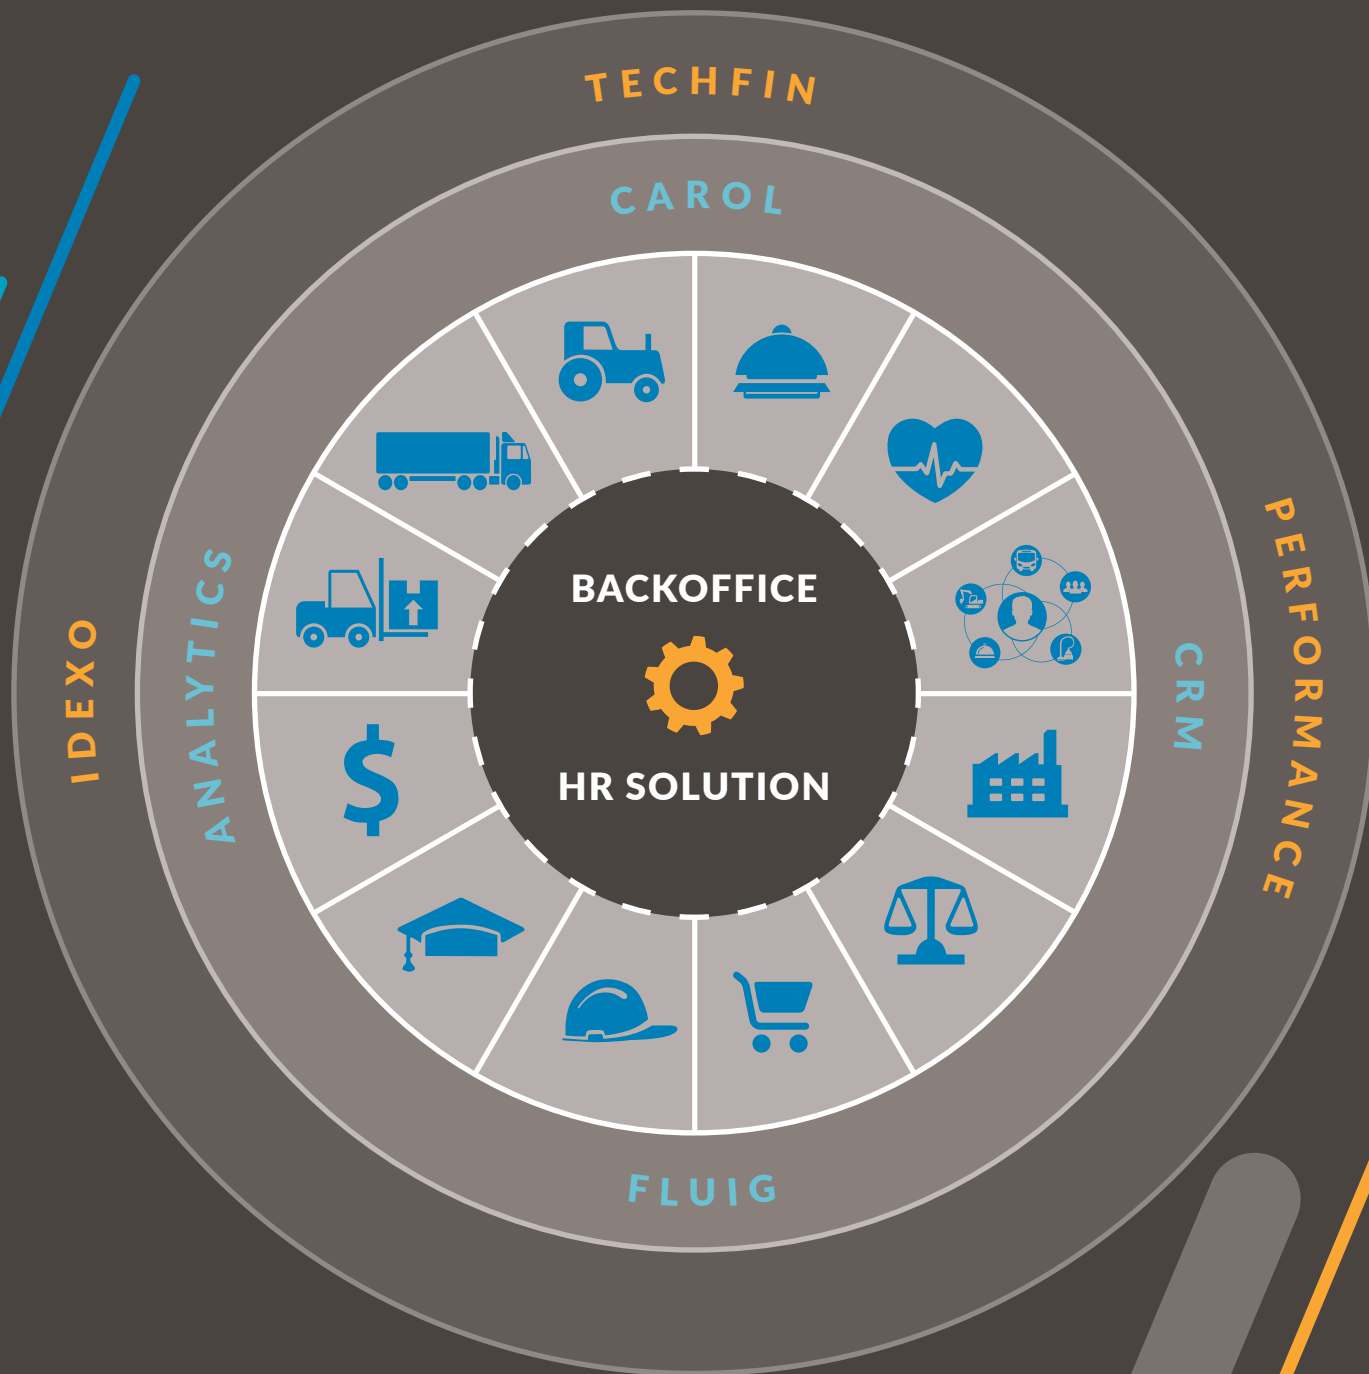 TECHFIN
CAROL
PERFORMANCE
ANALYTICS
IDEXO
CRM
BACKOFFICE
HR SOLUTION
FLUIG